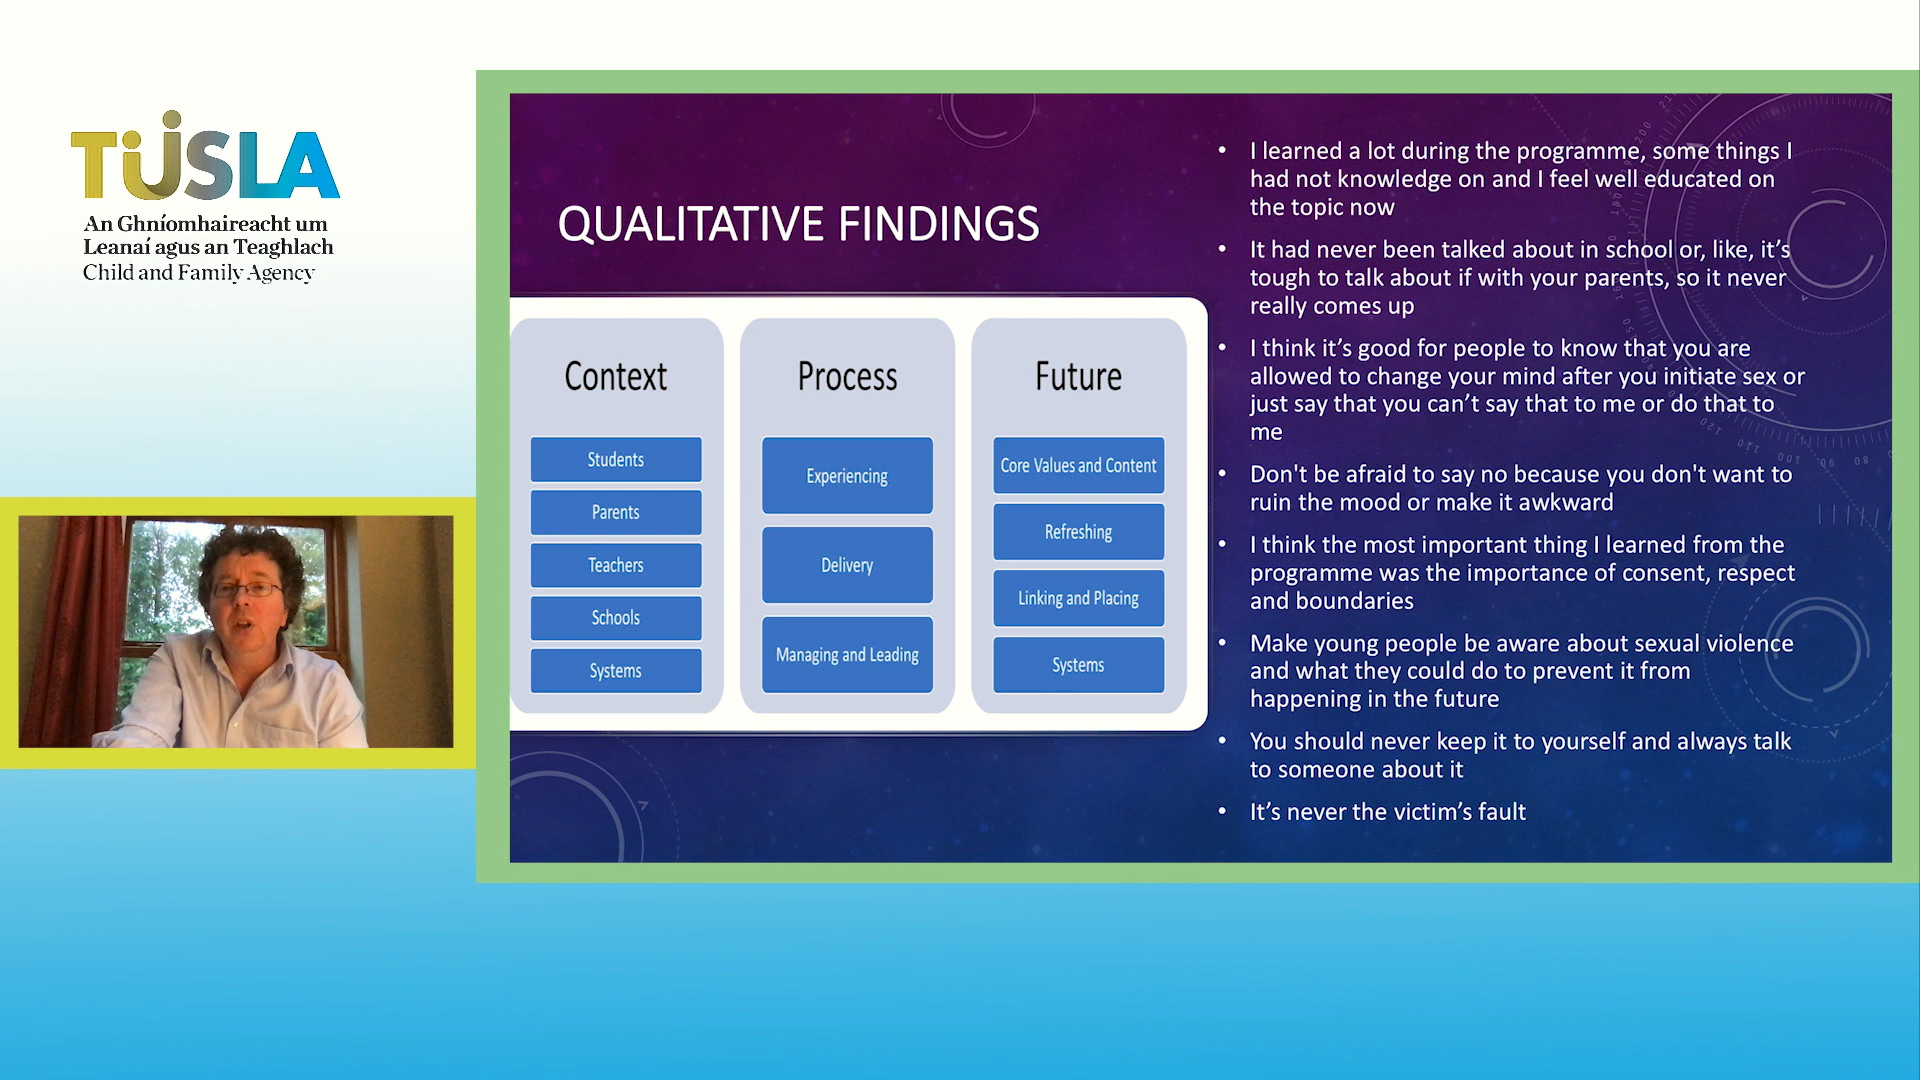 TUSLA
An Ghníomhaireacht um
Leanaí agus an Teaghlach
Child and Family Agency
QUALITATIVE FINDINGS
Context
Students
Parents
Teachers
Schools
Systems
Process
Experiencing
Delivery
Managing and Leading
Future
Core Values and Content
Refreshing
Linking and Placing
Systems
• I learned a lot during the programme, some things I
had not knowledge on and I feel well educated on
the topic now
• It had never been talked about in school or, like, it’s
tough to talk about if with your parents, so it never
really comes up
• I think it’s good for people to know that you are
allowed to change your mind after you initiate sex or
just say that you can’t say that to me or do that to
me
• Don't be afraid to say no because you don't want to
ruin the mood or make it awkward
• I think the most important thing I learned from the
programme was the importance of consent, respect
and boundaries
• Make young people be aware about sexual violence
and what they could do to prevent it from
happening in the future
• You should never keep it to yourself and always talk
to someone about it
• It’s never the victim’s fault